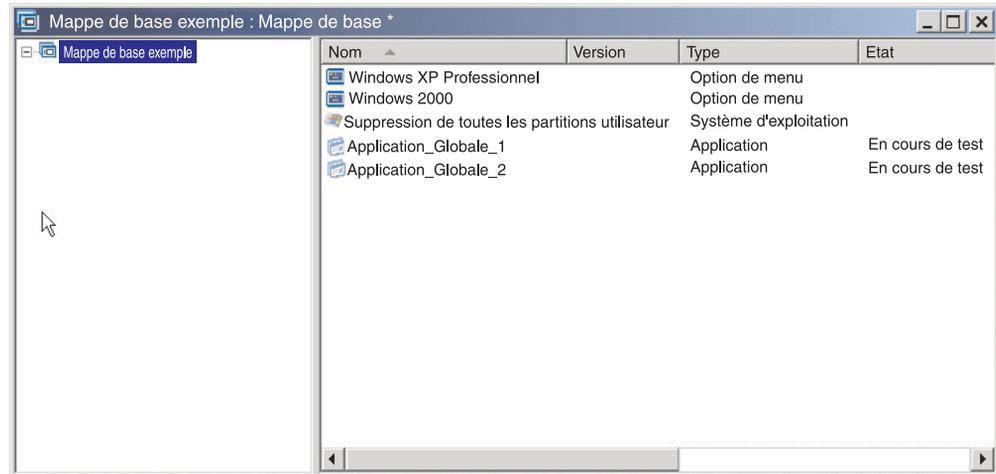 Mappe de base exemple : Mappe de base *
Mappe de base exemple
Nom Version Type Etat
Windows XP Professionnel Option de menu
Windows 2000 Option de menu
Suppression de toutes les partitions utilisateur Système d'exploitation
Application_Globale_1 Application En cours de test
Application_Globale_2 Application En cours de test